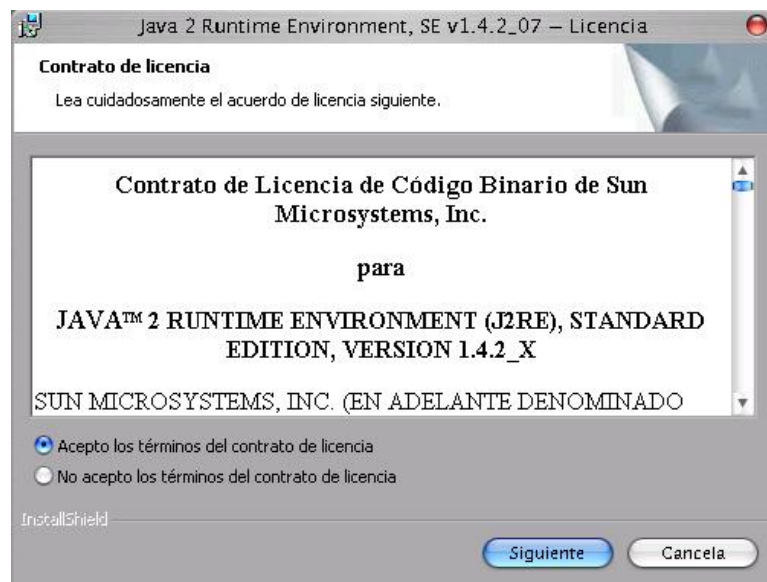 Java 2 Runtime Environment, SE v1.4.2_07 – Licencia
Contrato de licencia
Lea cuidadosamente el acuerdo de licencia siguiente.
Contrato de Licencia de Código Binario de Sun
Microsystems, Inc.
para
JAVA™ 2 RUNTIME ENVIRONMENT (J2RE), STANDARD
EDITION, VERSION 1.4.2_X
SUN MICROSYSTEMS, INC. (EN ADELANTE DENOMINADO
Acepto los términos del contrato de licencia
No acepto los términos del contrato de licencia
InstallShield
Siguiente Cancela